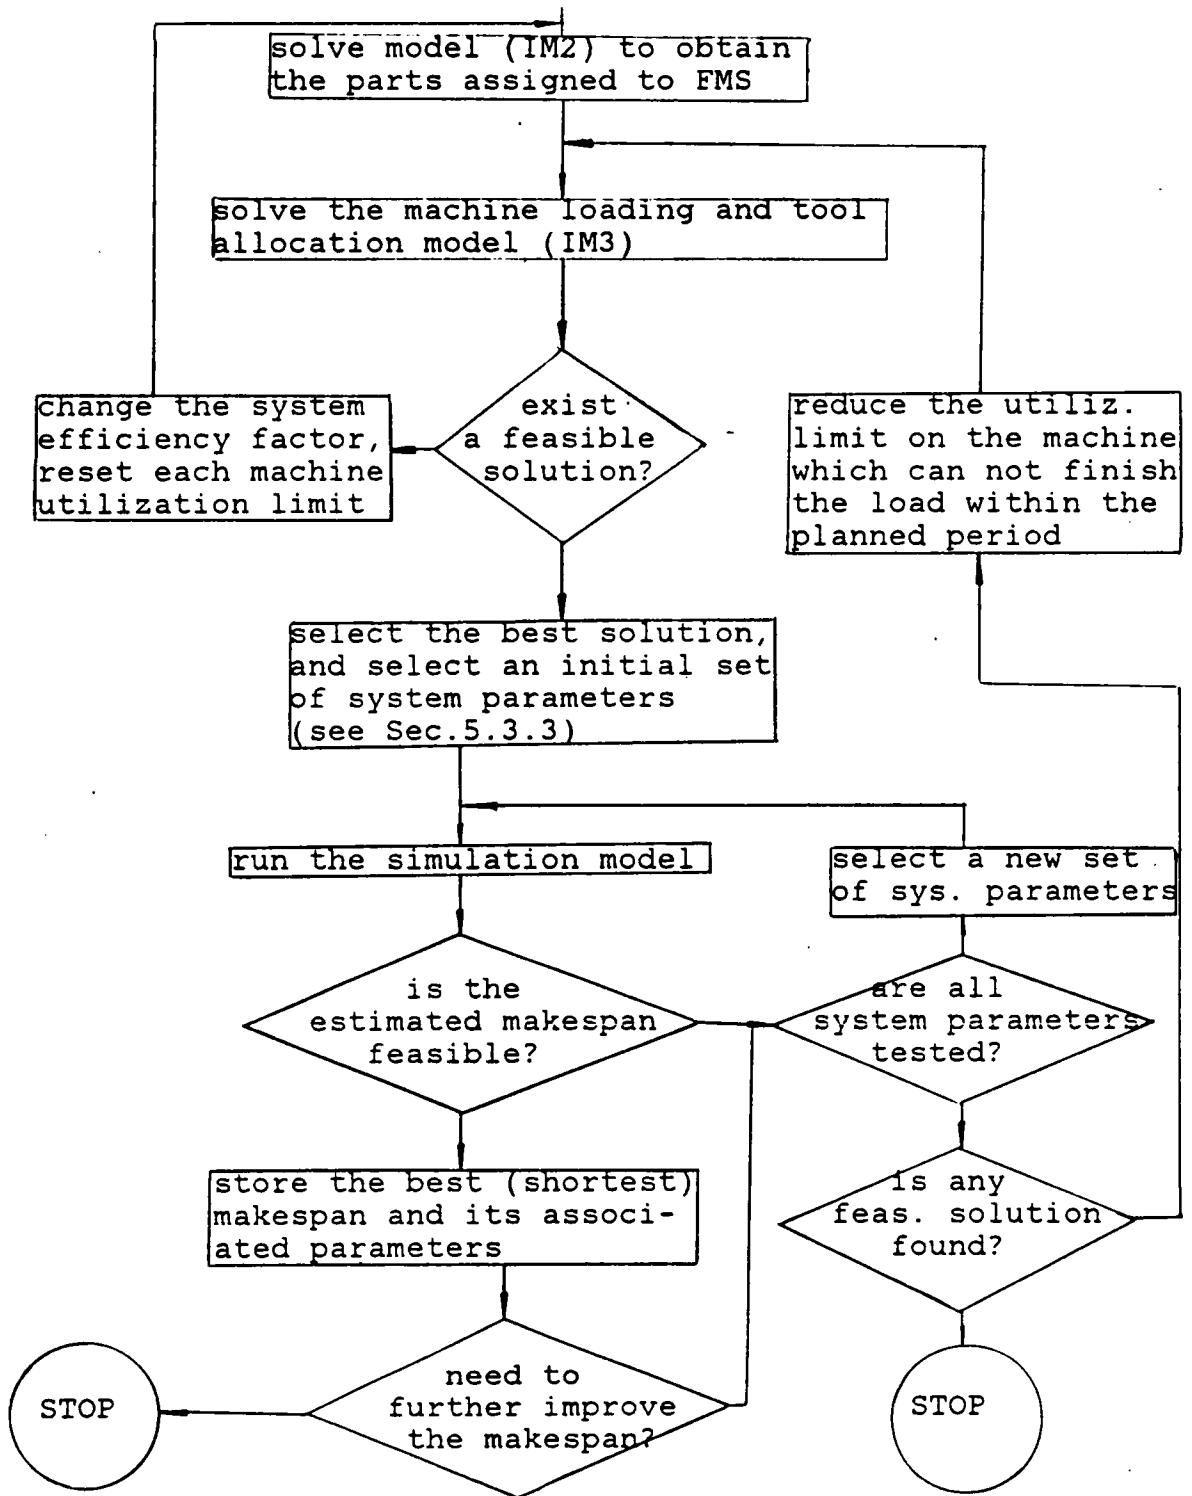 solve model (IM2) to obtain
the parts assigned to FMS
solve the machine loading and tool
allocation model (IM3)
exist
a feasible
solution?
change the system
efficiency factor,
reset each machine
utilization limit
reduce the utiliz.
limit on the machine
which can not finish
the load within the
planned period
select the best solution,
and select an initial set
of system parameters
(see Sec.5.3.3)
run the simulation model
select a new set
of sys. parameters
is the
estimated makespan
feasible?
are all
system parameters
tested?
store the best (shortest)
makespan and its associ-
ated parameters
is any
feas. solution
found?
need to
further improve
the makespan?
STOP
STOP